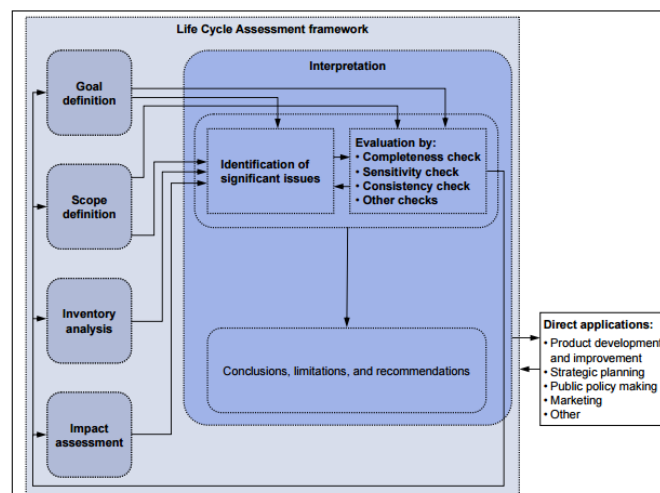 Life Cycle Assessment framework
Goal
definition
Scope
definition
Inventory
analysis
Impact
assessment
Interpretation
Identification of
significant issues
Evaluation by:
• Completeness check
• Sensitivity check
• Consistency check
• Other checks
Conclusions, limitations, and recommendations
Direct applications:
• Product development
and improvement
• Strategic planning
• Public policy making
• Marketing
• Other